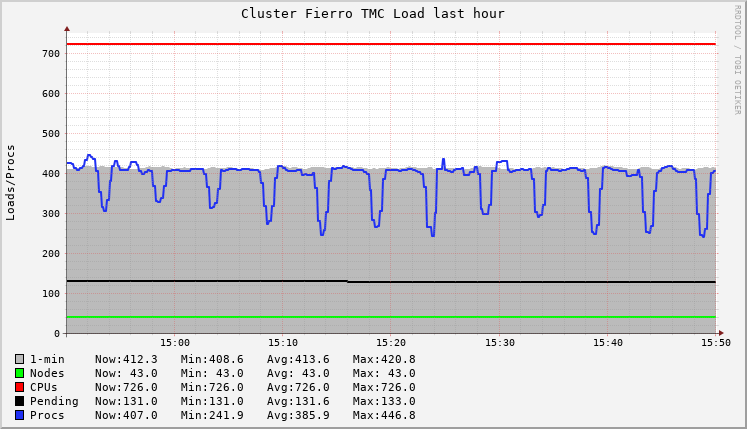 Cluster Fierro TMC Load last hour
RRDTOOL / TOBI OETIKER
Loads/Procs
700
600
500
400
300
200
100
0
15:00 15:10 15:20 15:30 15:40 15:50
1-min Now:412.3 Min:408.6 Avg:413.6 Max:420.8
Nodes Now: 43.0 Min: 43.0 Avg: 43.0 Max: 43.0
CPUs Now:726.0 Min:726.0 Avg:726.0 Max:726.0
Pending Now:131.0 Min:131.0 Avg:131.6 Max:133.0
Procs Now:407.0 Min:241.9 Avg:385.9 Max:446.8